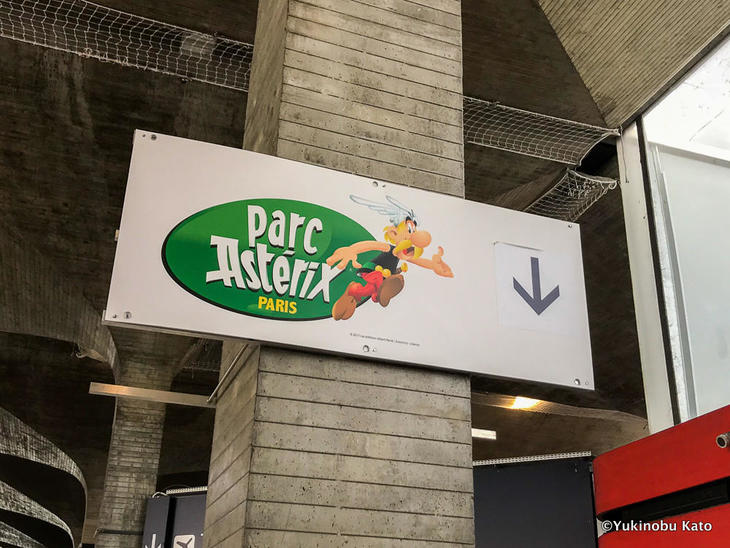 Parc
Astérix
PARIS
©Yukinobu Kato